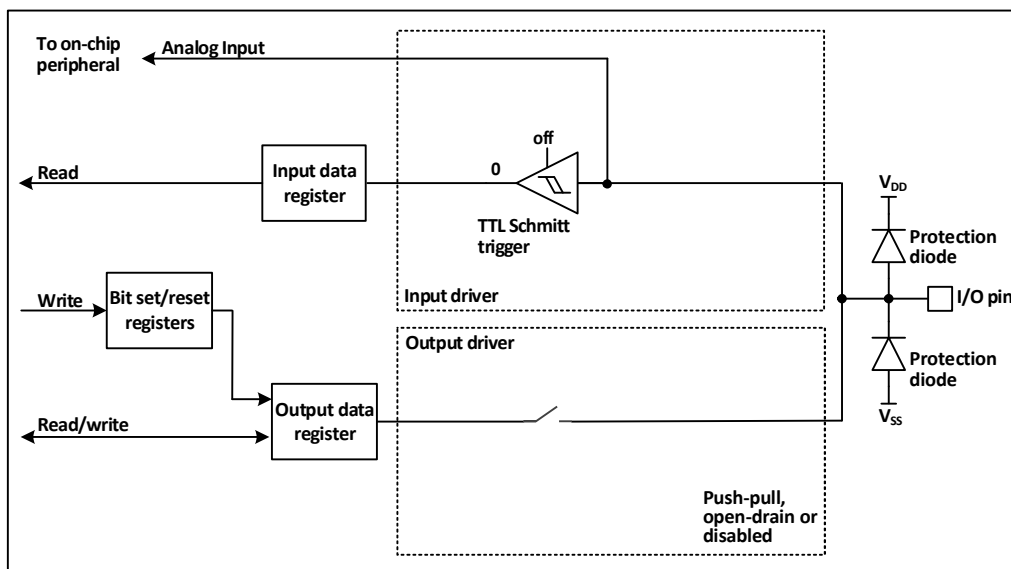 To on-chip
peripheral
Analog Input
off
0
Read
Input data
register
TTL Schmitt
trigger
V_DD
Protection
diode
Write
Bit set/reset
registers
Input driver
I/O pin
Output driver
Protection
diode
Output data
register
Read/write
V_SS
Push-pull,
open-drain or
disabled